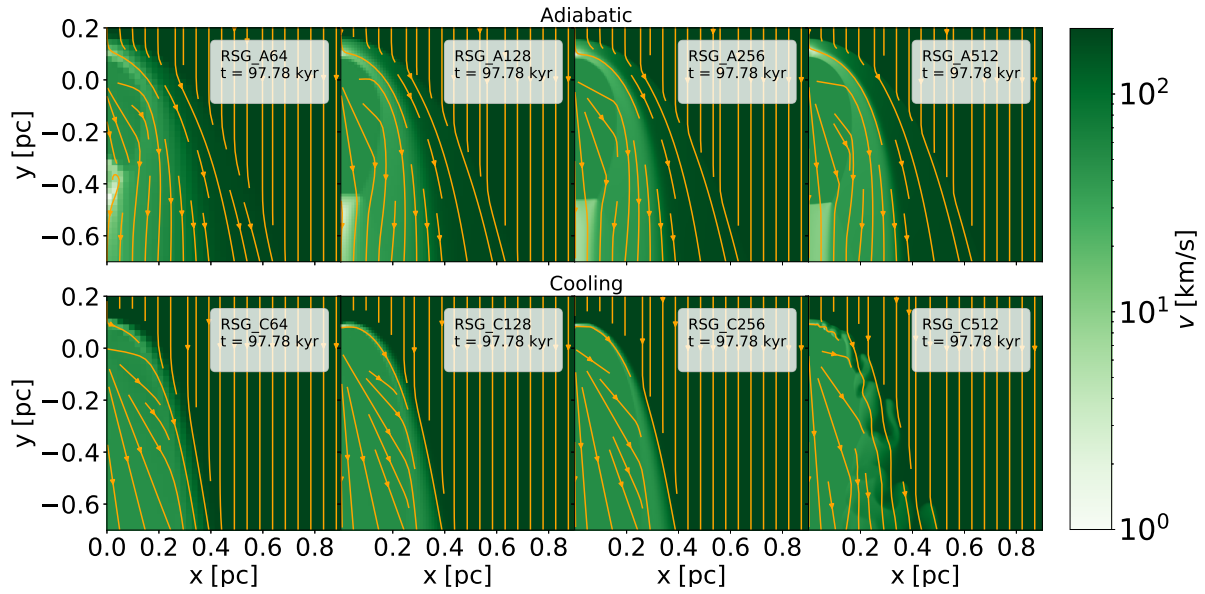 Adiabatic
RSG_A64
t = 97.78 kyr
RSG_A128
t = 97.78 kyr
RSG_A256
t = 97.78 kyr
RSG_A512
t = 97.78 kyr
0.2
0.0
−0.2
−0.4
−0.6
y [pc]
Cooling
RSG_C64
t = 97.78 kyr
RSG_C128
t = 97.78 kyr
RSG_C256
t = 97.78 kyr
RSG_C512
t = 97.78 kyr
0.2
0.0
−0.2
−0.4
−0.6
y [pc]
0.0 0.2 0.4 0.6 0.8
0.2 0.4 0.6 0.8
0.2 0.4 0.6 0.8
0.2 0.4 0.6 0.8
x [pc] x [pc] x [pc] x [pc]
10²
10¹
10⁰
v [km/s]